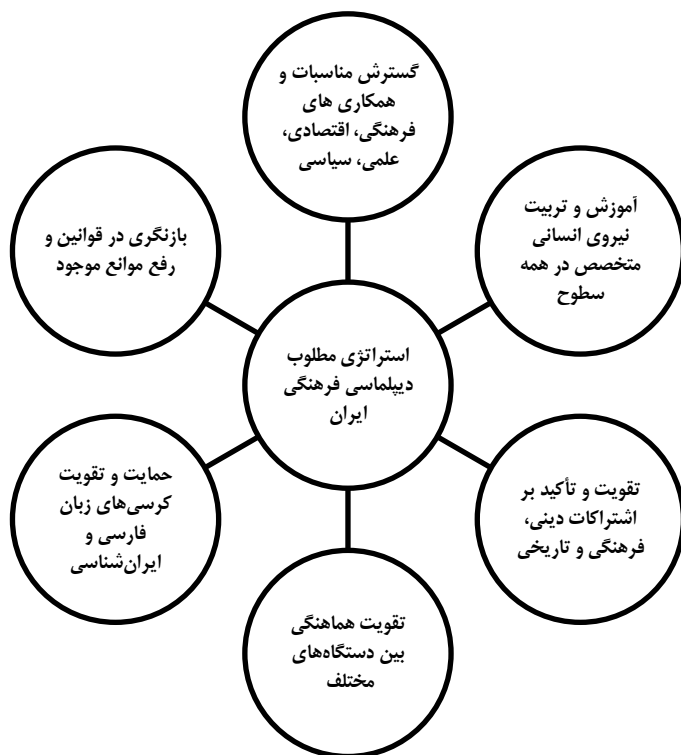 گسترش مناسبات و
همکاری های
فرهنگی، اقتصادی،
علمی، سیاسی
آموزش و تربیت
نیروی انسانی
متخصص در همه
سطوح
بازنگری در قوانین و
رفع موانع موجود
استراتژی مطلوب
دیپلماسی فرهنگی
ایران
تقویت و تأکید بر
اشتراکات دینی،
فرهنگی و تاریخی
حمایت و تقویت
کرسی‌های زبان
فارسی و
ایران‌شناسی
تقویت هماهنگی
بین دستگاه‌های
مختلف